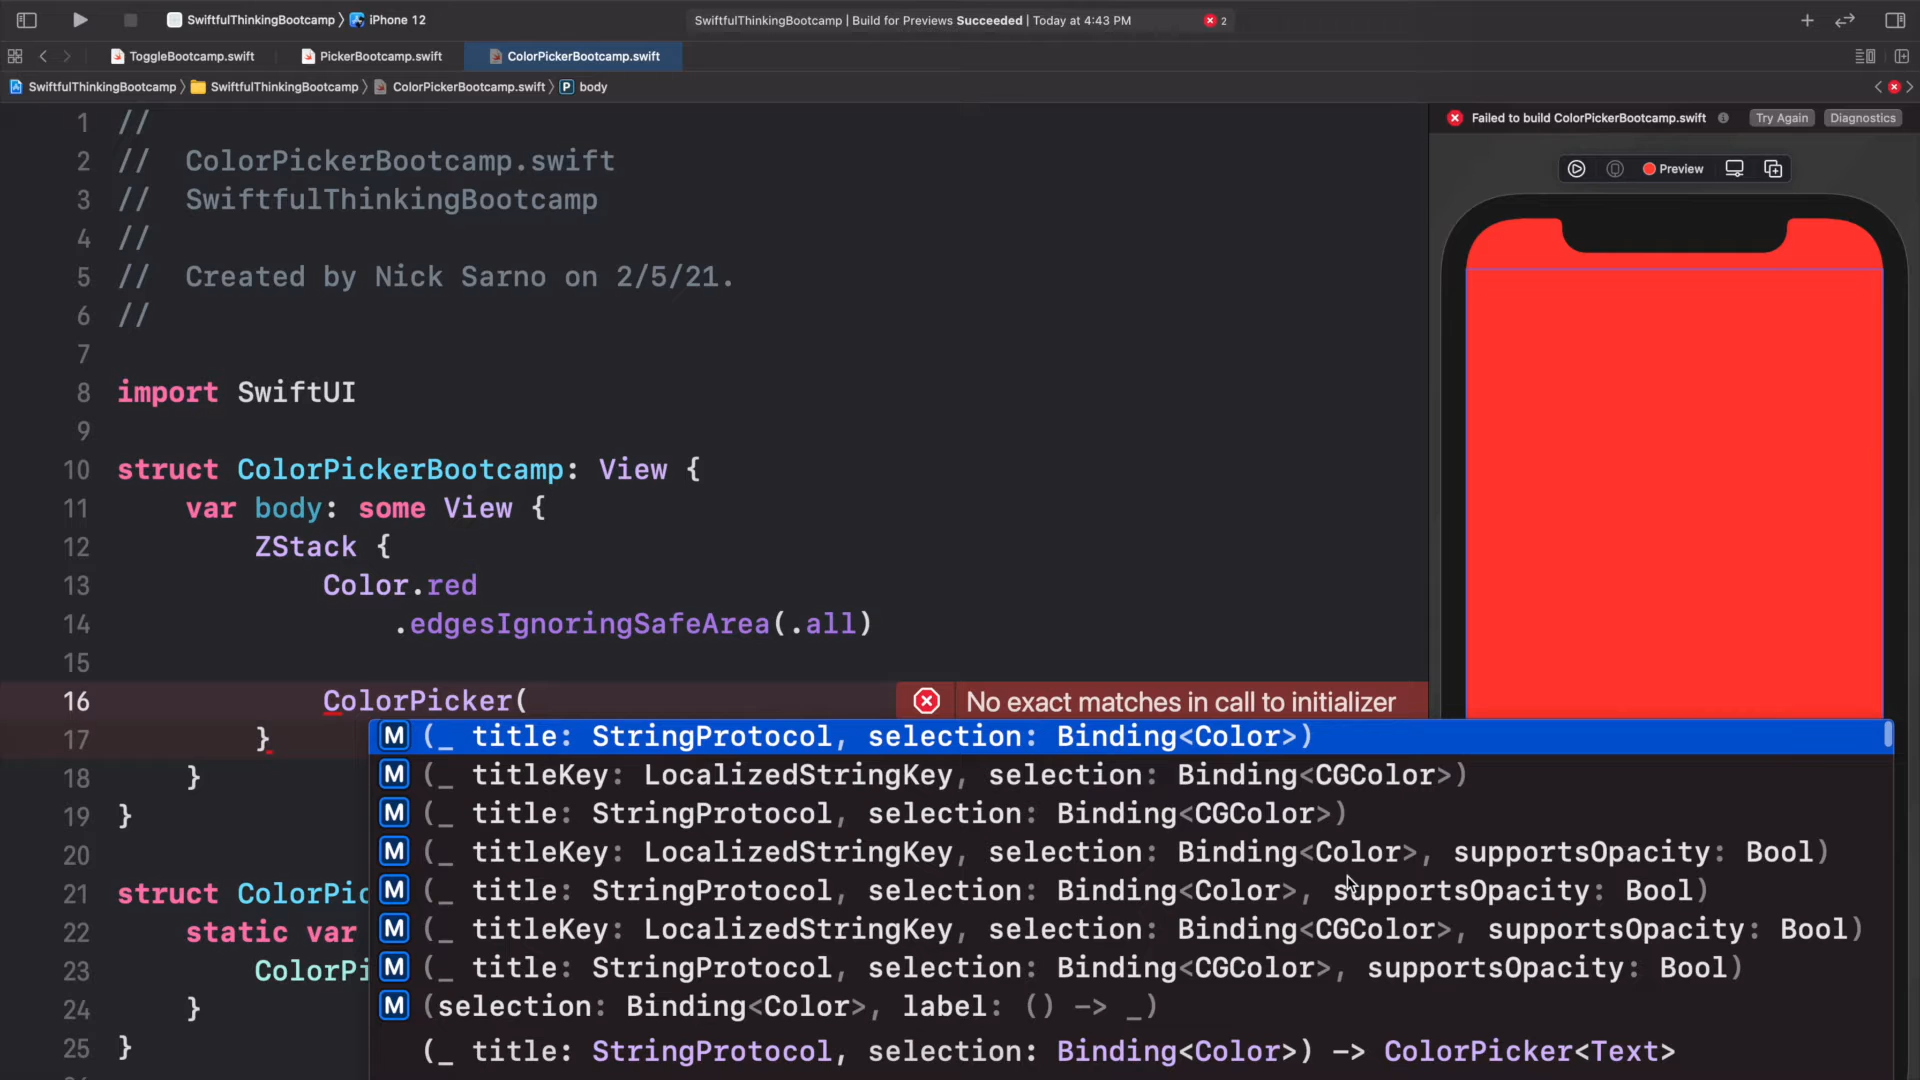 SwiftfulThinkingBootcamp
iPhone 12
SwiftfulThinkingBootcamp | Build for Previews Succeeded | Today at 4:43 PM
2
ToggleBootcamp.swift
PickerBootcamp.swift
ColorPickerBootcamp.swift
SwiftfulThinkingBootcamp
SwiftfulThinkingBootcamp
ColorPickerBootcamp.swift
P body
Failed to build ColorPickerBootcamp.swift
Try Again
Diagnostics
Preview
1 //
2 // ColorPickerBootcamp.swift
3 // SwiftfulThinkingBootcamp
4 //
5 // Created by Nick Sarno on 2/5/21.
6 //
7
8 import SwiftUI
9
10 struct ColorPickerBootcamp: View {
11 var body: some View {
12 ZStack {
13 Color.red
14 .edgesIgnoringSafeArea(.all)
15
16 ColorPicker(
No exact matches in call to initializer
17 }
18 }
19 }
20
21 struct ColorPic
22 static var
23 ColorPi
24 }
25 }
M (_ title: StringProtocol, selection: Binding<Color>)
M (_ titleKey: LocalizedStringKey, selection: Binding<CGColor>)
M (_ title: StringProtocol, selection: Binding<CGColor>)
M (_ titleKey: LocalizedStringKey, selection: Binding<Color>, supportsOpacity: Bool)
M (_ title: StringProtocol, selection: Binding<Color>, supportsOpacity: Bool)
M (_ titleKey: LocalizedStringKey, selection: Binding<CGColor>, supportsOpacity: Bool)
M (_ title: StringProtocol, selection: Binding<CGColor>, supportsOpacity: Bool)
M (selection: Binding<Color>, label: () -> _)
(_ title: StringProtocol, selection: Binding<Color>) -> ColorPicker<Text>